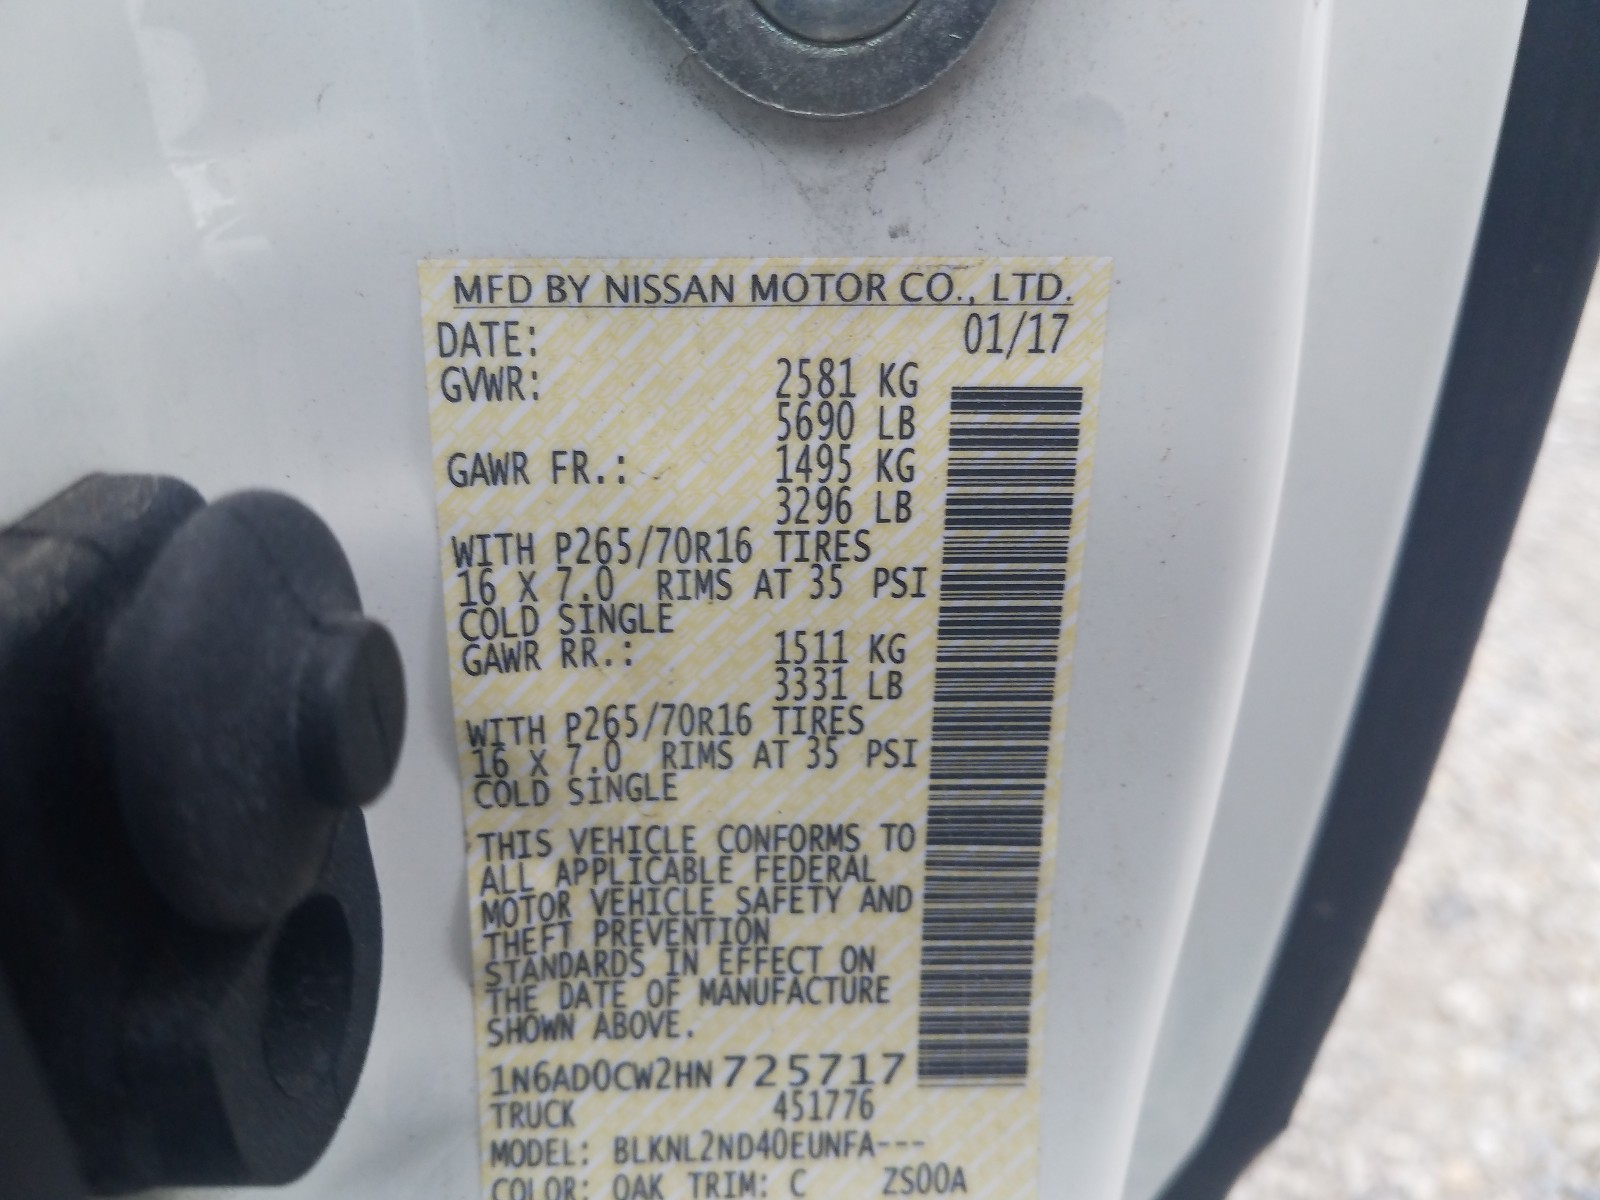 MFD BY NISSAN MOTOR CO., LTD.
DATE: 01/17
GVWR: 2581 KG
5690 LB
GAWR FR.: 1495 KG
3296 LB
WITH P265/70R16 TIRES
16 X 7.0 RIMS AT 35 PSI
COLD SINGLE
GAWR RR.: 1511 KG
3331 LB
WITH P265/70R16 TIRES
16 X 7.0 RIMS AT 35 PSI
COLD SINGLE
THIS VEHICLE CONFORMS TO
ALL APPLICABLE FEDERAL
MOTOR VEHICLE SAFETY AND
THEFT PREVENTION
STANDARDS IN EFFECT ON
THE DATE OF MANUFACTURE
SHOWN ABOVE.
1N6AD0CW2HN725717
TRUCK 451776
MODEL: BLKNL2ND40EUNFA---
COLOR: QAK TRIM: C ZS00A